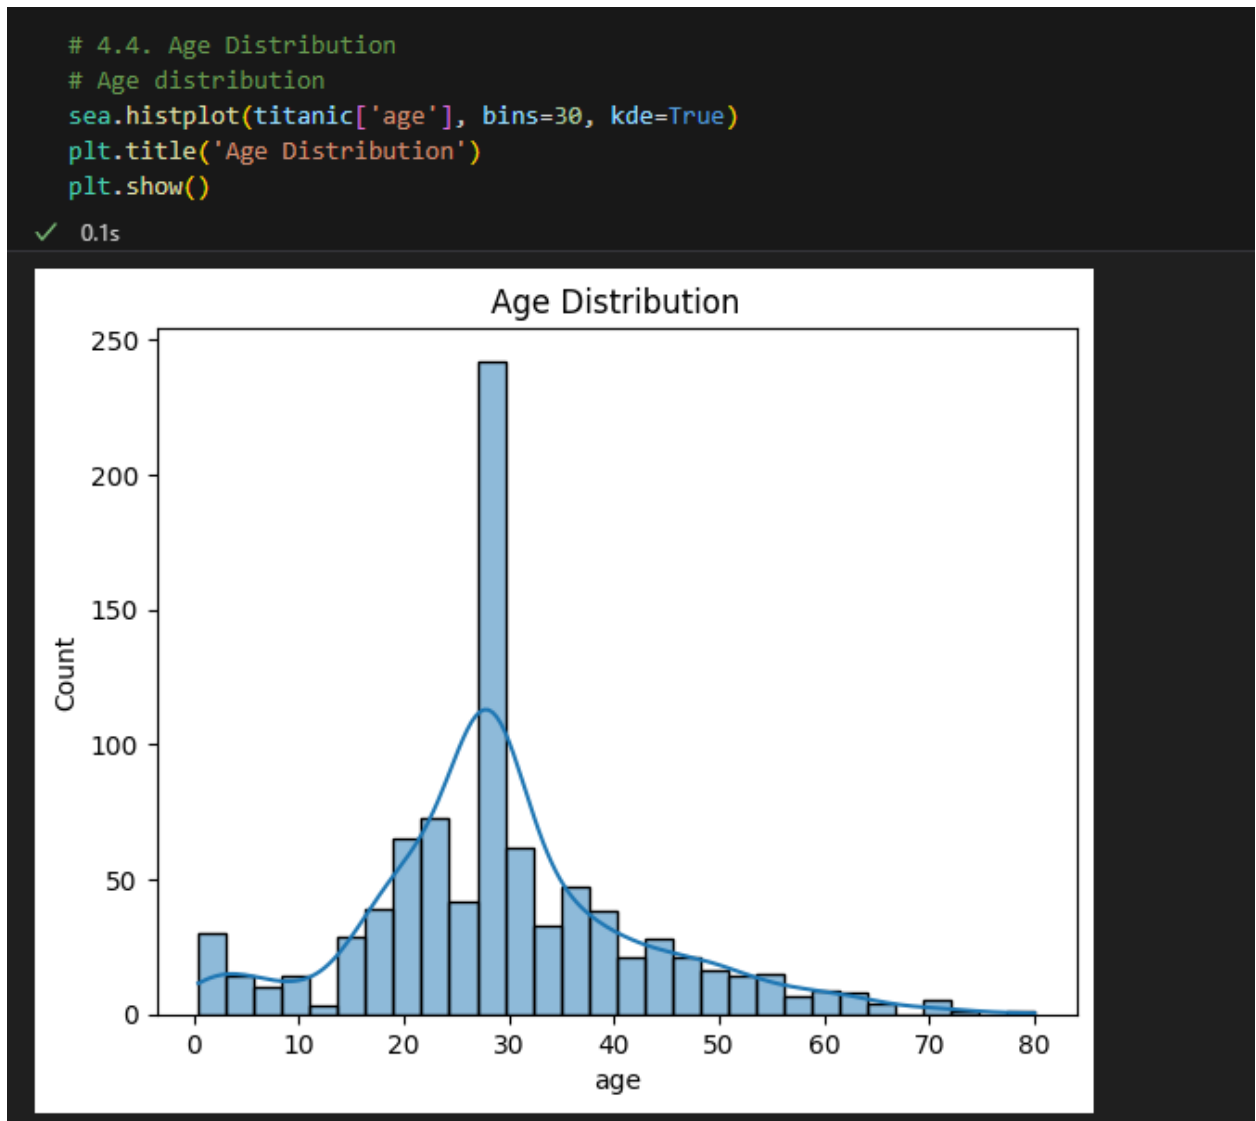 # 4.4. Age Distribution
# Age distribution
sea.histplot(titanic['age'], bins=30, kde=True)
plt.title('Age Distribution')
plt.show()
0.1s
Age Distribution
250
200
150
100
50
0
Count
0 10 20 30 40 50 60 70 80
age